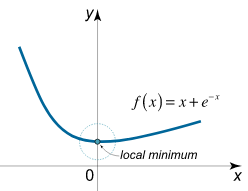 y
f(x) = x + e⁻ˣ
local minimum
0
x